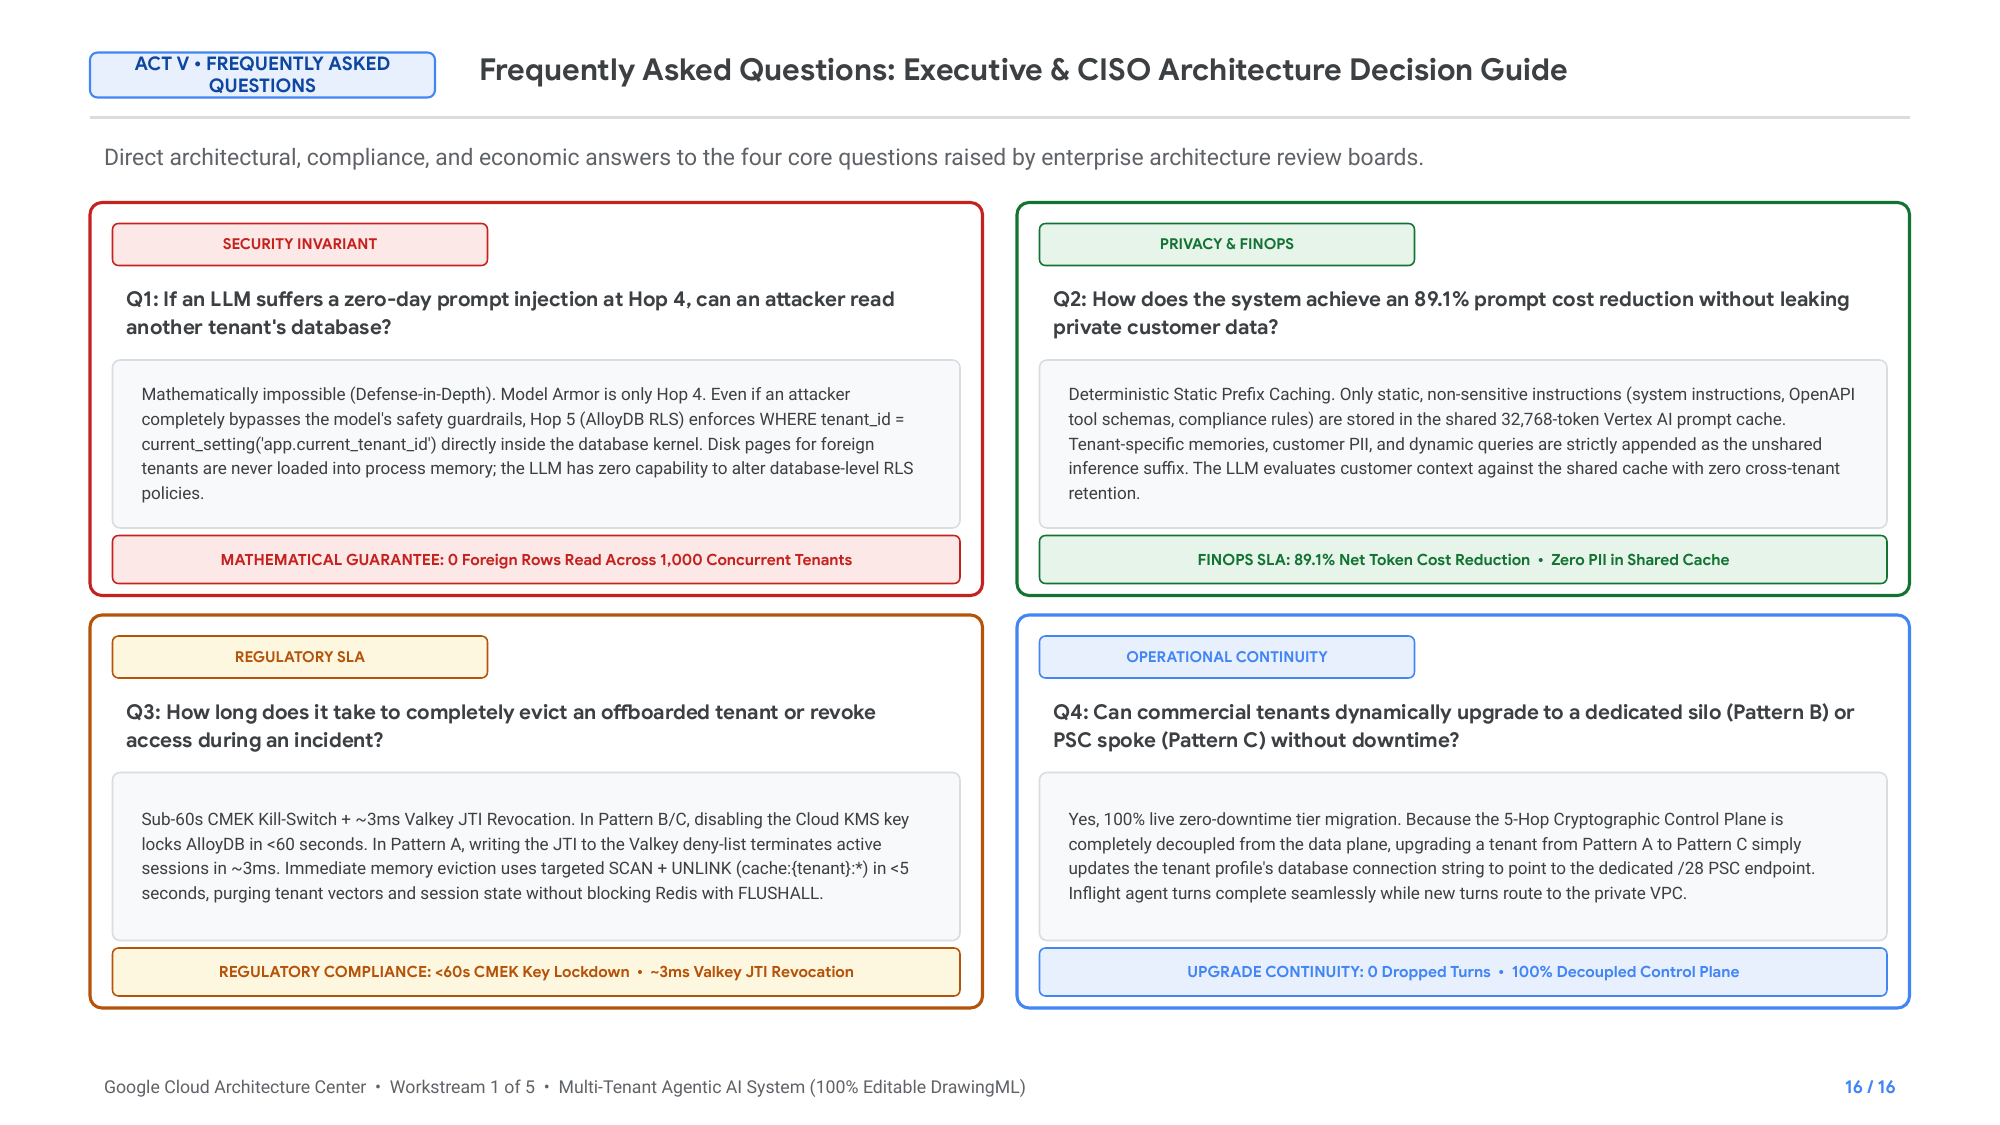 ACT V • FREQUENTLY ASKED
QUESTIONS
Frequently Asked Questions: Executive & CISO Architecture Decision Guide
Direct architectural, compliance, and economic answers to the four core questions raised by enterprise architecture review boards.
SECURITY INVARIANT
Q1: If an LLM suffers a zero-day prompt injection at Hop 4, can an attacker read
another tenant's database?
Mathematically impossible (Defense-in-Depth). Model Armor is only Hop 4. Even if an attacker
completely bypasses the model's safety guardrails, Hop 5 (AlloyDB RLS) enforces WHERE tenant_id =
current_setting('app.current_tenant_id') directly inside the database kernel. Disk pages for foreign
tenants are never loaded into process memory; the LLM has zero capability to alter database-level RLS
policies.
MATHEMATICAL GUARANTEE: 0 Foreign Rows Read Across 1,000 Concurrent Tenants
PRIVACY & FINOPS
Q2: How does the system achieve an 89.1% prompt cost reduction without leaking
private customer data?
Deterministic Static Prefix Caching. Only static, non-sensitive instructions (system instructions, OpenAPI
tool schemas, compliance rules) are stored in the shared 32,768-token Vertex AI prompt cache.
Tenant-specific memories, customer PII, and dynamic queries are strictly appended as the unshared
inference suffix. The LLM evaluates customer context against the shared cache with zero cross-tenant
retention.
FINOPS SLA: 89.1% Net Token Cost Reduction • Zero PII in Shared Cache
REGULATORY SLA
Q3: How long does it take to completely evict an offboarded tenant or revoke
access during an incident?
Sub-60s CMEK Kill-Switch + ~3ms Valkey JTI Revocation. In Pattern B/C, disabling the Cloud KMS key
locks AlloyDB in <60 seconds. In Pattern A, writing the JTI to the Valkey deny-list terminates active
sessions in ~3ms. Immediate memory eviction uses targeted SCAN + UNLINK (cache:{tenant}:*) in <5
seconds, purging tenant vectors and session state without blocking Redis with FLUSHALL.
REGULATORY COMPLIANCE: <60s CMEK Key Lockdown • ~3ms Valkey JTI Revocation
OPERATIONAL CONTINUITY
Q4: Can commercial tenants dynamically upgrade to a dedicated silo (Pattern B) or
PSC spoke (Pattern C) without downtime?
Yes, 100% live zero-downtime tier migration. Because the 5-Hop Cryptographic Control Plane is
completely decoupled from the data plane, upgrading a tenant from Pattern A to Pattern C simply
updates the tenant profile's database connection string to point to the dedicated /28 PSC endpoint.
Inflight agent turns complete seamlessly while new turns route to the private VPC.
UPGRADE CONTINUITY: 0 Dropped Turns • 100% Decoupled Control Plane
Google Cloud Architecture Center • Workstream 1 of 5 • Multi-Tenant Agentic AI System (100% Editable DrawingML)
16 / 16